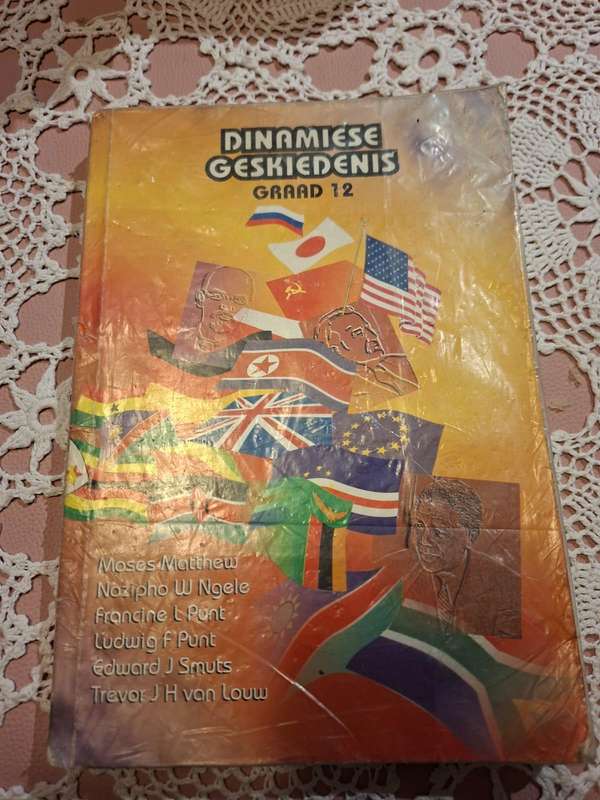 DINAMIESE
GESKIEDENIS
GRAAD 12
Moses Matthew
Nozipho W Ngele
Francine L Punt
Ludwig F Punt
Edward J Smuts
Trevor J H van Louw